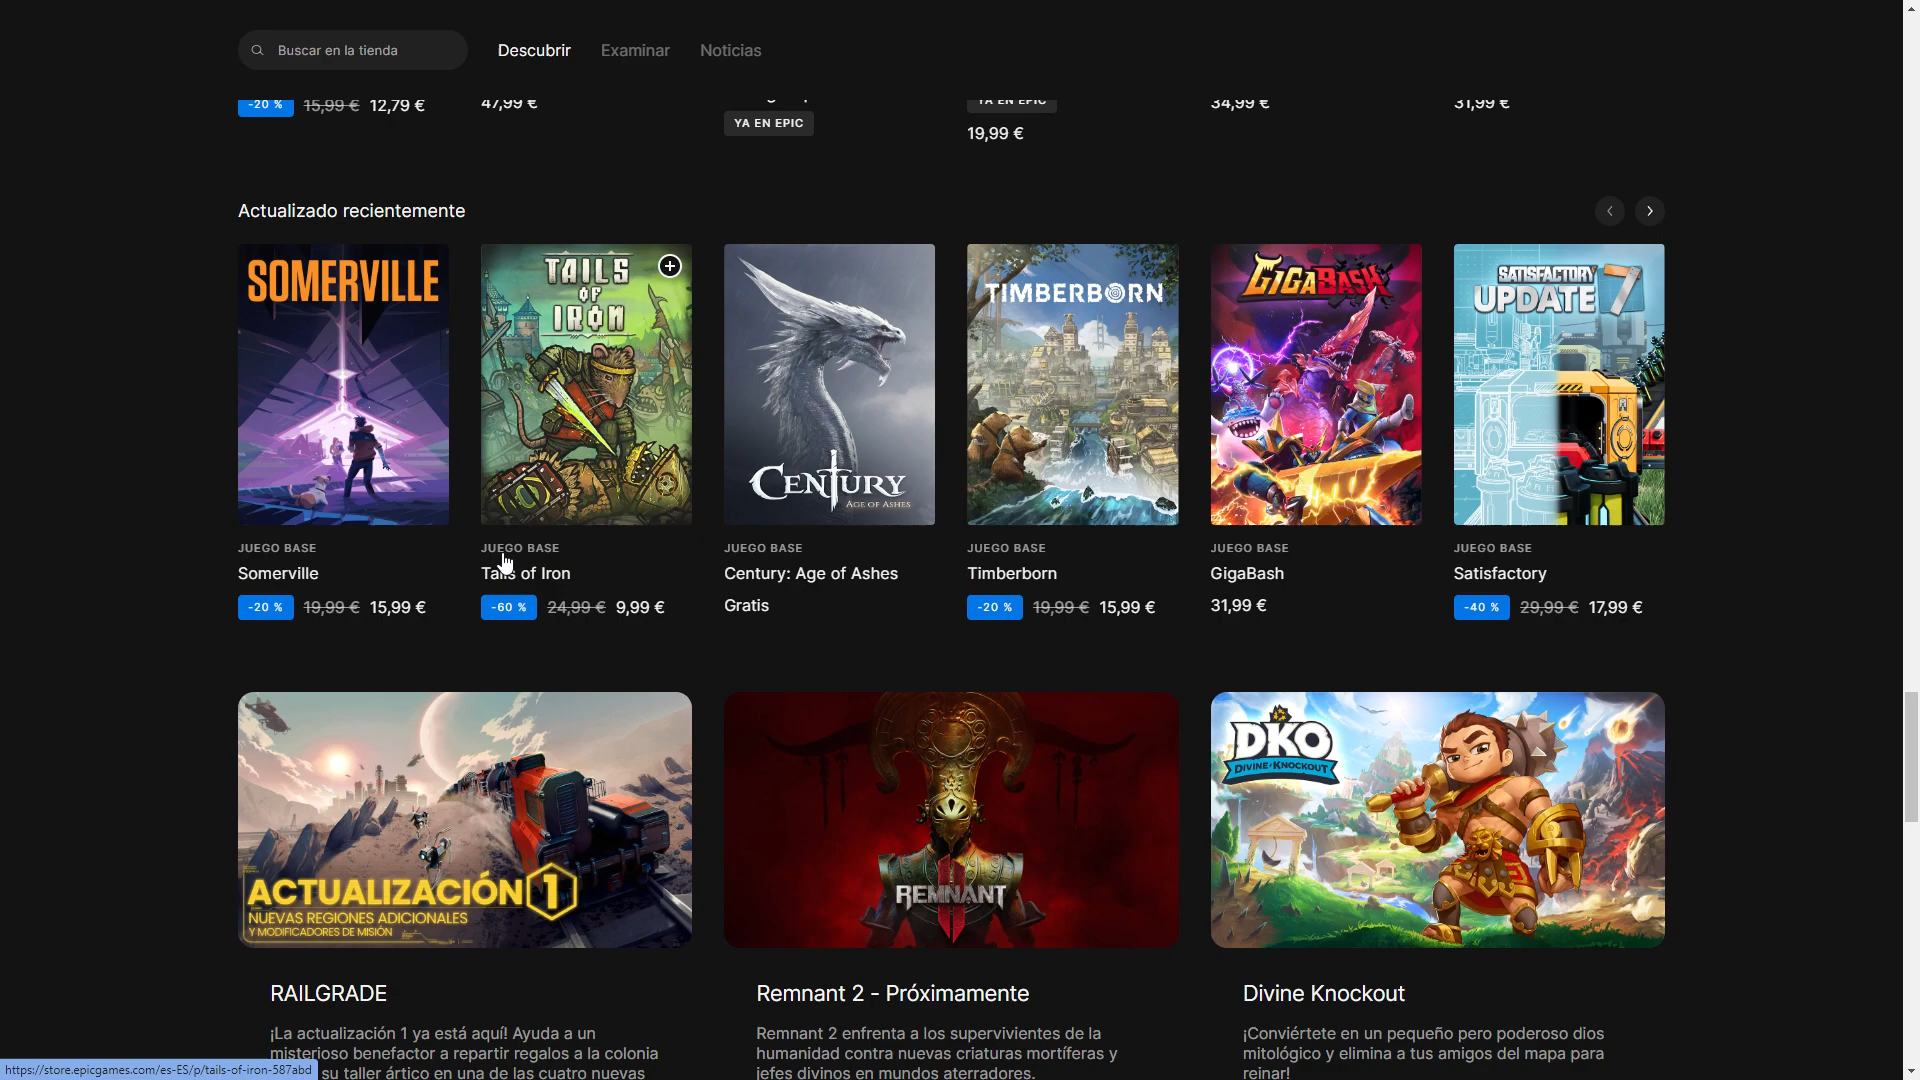 Buscar en la tienda
Descubrir
Examinar
Noticias
-20 % 15,99 € 12,79 €
47,99 €
YA EN EPIC
YA EN EPIC
19,99 €
34,99 €
31,99 €
Actualizado recientemente
SOMERVILLE
TAILS
OF
IRON
CENTURY
AGE OF ASHES
TIMBERBORN
GIGABASH
SATISFACTORY
UPDATE 7
JUEGO BASE
Somerville
-20 % 19,99 € 15,99 €
JUEGO BASE
Tails of Iron
-60 % 24,99 € 9,99 €
JUEGO BASE
Century: Age of Ashes
Gratis
JUEGO BASE
Timberborn
-20 % 19,99 € 15,99 €
JUEGO BASE
GigaBash
31,99 €
JUEGO BASE
Satisfactory
-40 % 29,99 € 17,99 €
ACTUALIZACIÓN 1
NUEVAS REGIONES ADICIONALES
Y MODIFICADORES DE MISIÓN
REMNANT
DKO
DIVINE KNOCKOUT
RAILGRADE
¡La actualización 1 ya está aquí! Ayuda a un
misterioso benefactor a repartir regalos a la colonia
su taller ártico en una de las cuatro nuevas
Remnant 2 - Próximamente
Remnant 2 enfrenta a los supervivientes de la
humanidad contra nuevas criaturas mortíferas y
jefes divinos en mundos aterradores.
Divine Knockout
¡Conviértete en un pequeño pero poderoso dios
mitológico y elimina a tus amigos del mapa para
reinar!
https://store.epicgames.com/es-ES/p/tails-of-iron-587abd